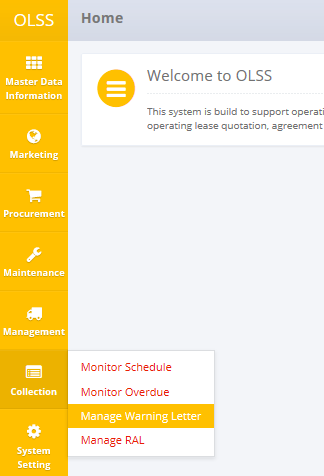 OLSS
Home
Master Data
Information
Marketing
Procurement
Maintenance
Management
Collection
System
Setting
Welcome to OLSS
This system is build to support operati
operating lease quotation, agreement
Monitor Schedule
Monitor Overdue
Manage Warning Letter
Manage RAL